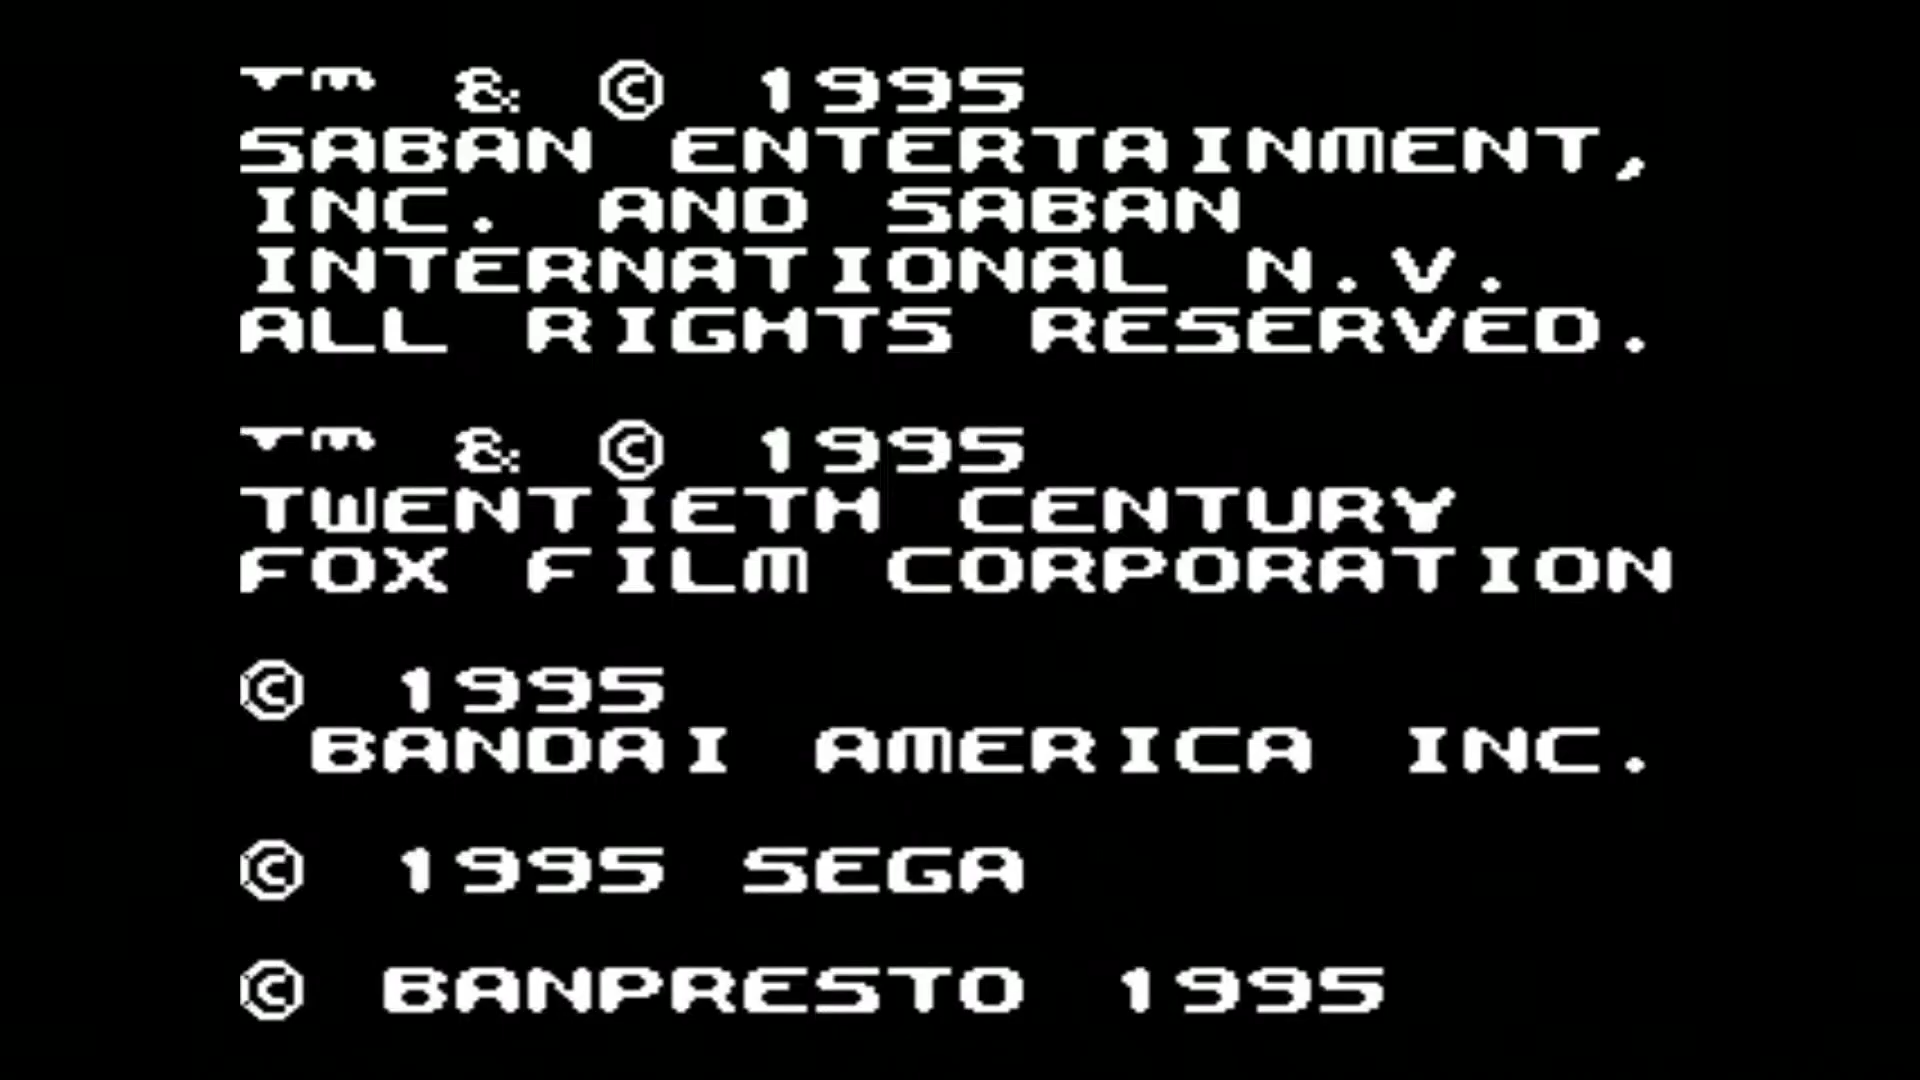 ™ & © 1995
SABAN ENTERTAINMENT,
INC. AND SABAN
INTERNATIONAL N.V.
ALL RIGHTS RESERVED.
™ & © 1995
TWENTIETH CENTURY
FOX FILM CORPORATION
© 1995
BANDAI AMERICA INC.
© 1995 SEGA
© BANPRESTO 1995